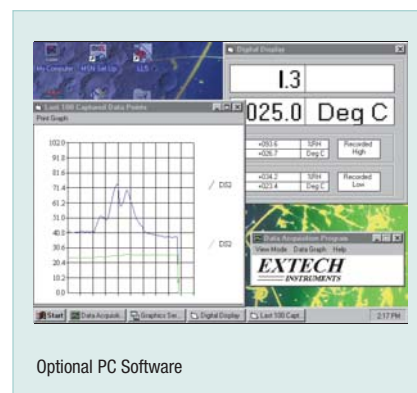 My Computer
MSN Set Up
Digital Display
1.3
025.0 Deg C
Last 100 Captured Data Points
Print Graph
+093.6 %RH
+026.7 Deg C
Recorded High
+034.2 %RH
+023.4 Deg C
Recorded Low
102.0
91.8
81.6
71.4
61.2
51.0
40.8
30.6
20.4
10.2
0.0
Data Acquisition Program
View Mode Data Graph Help
EXTECH
INSTRUMENTS
Start
Data Acquisiti...
Graphics Ser...
Digital Display
Last 100 Capt...
2:17 PM
Optional PC Software